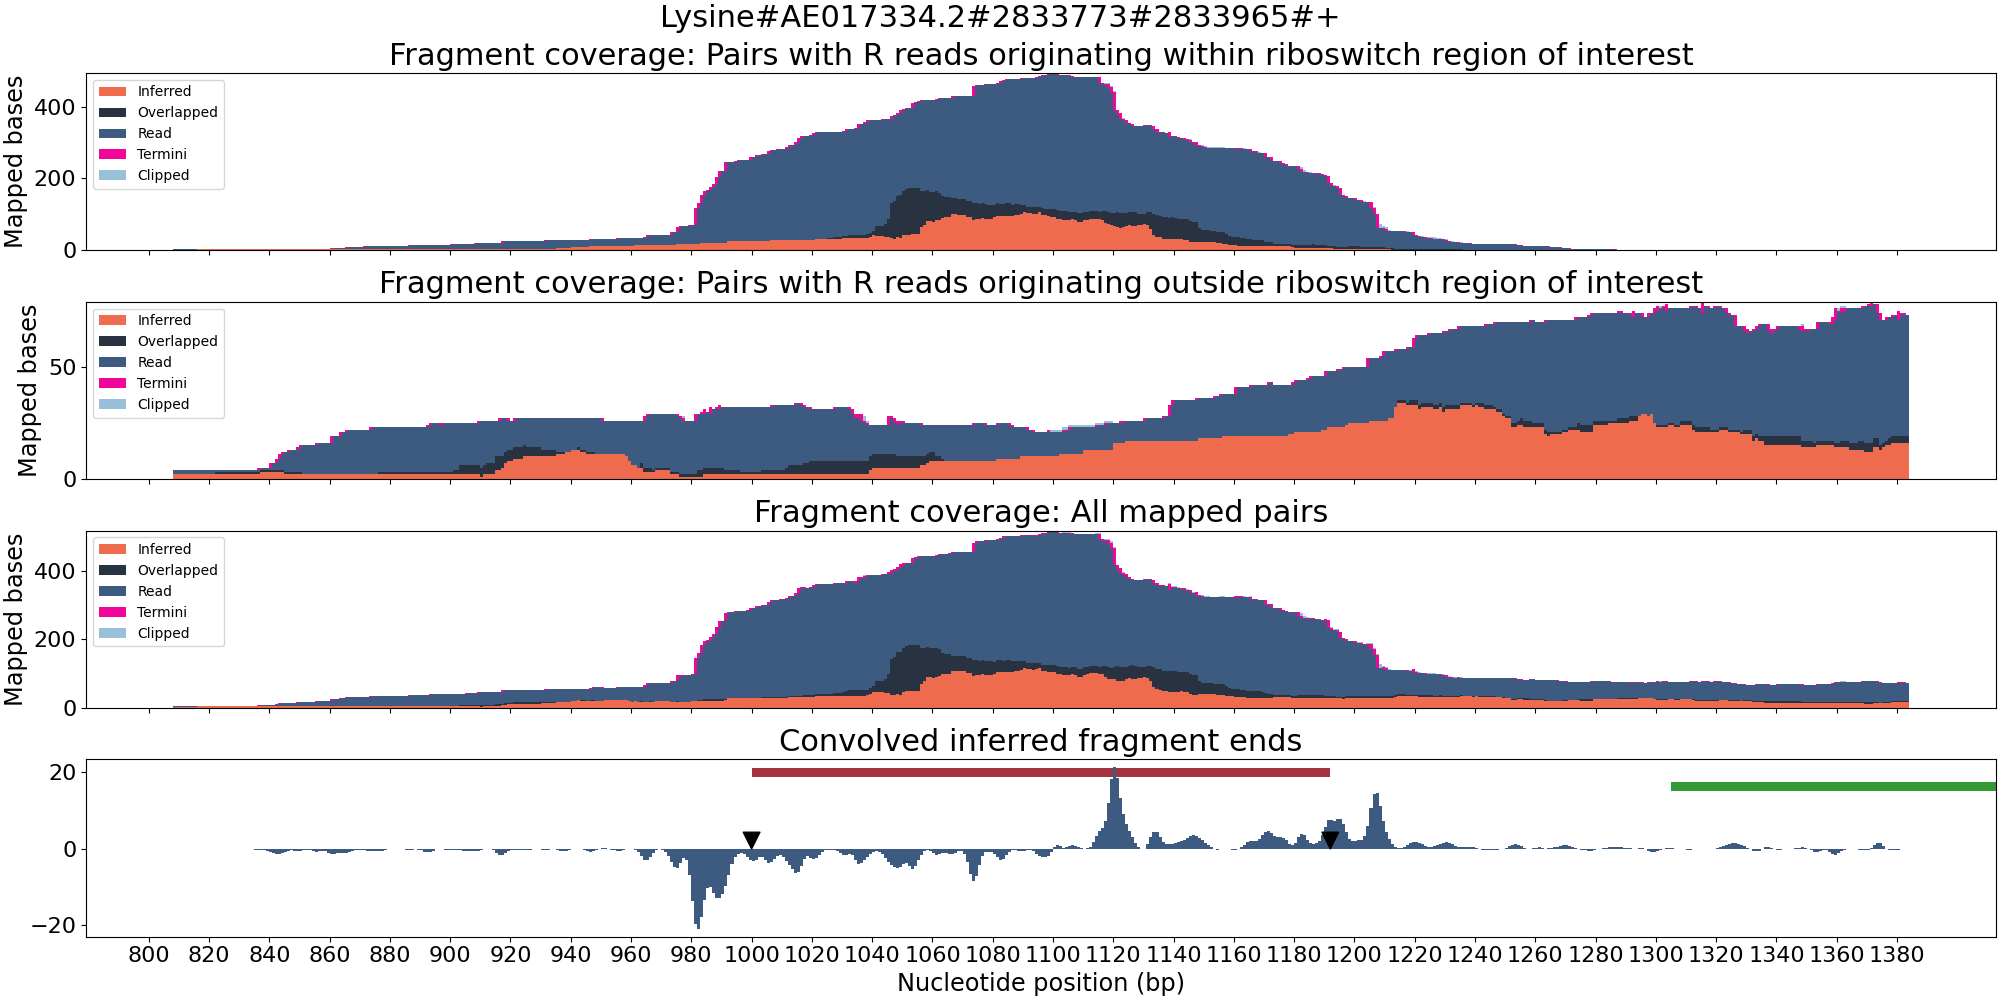 Lysine#AE017334.2#2833773#2833965#+
Fragment coverage: Pairs with R reads originating within riboswitch region of interest
Mapped bases
400
200
0
Inferred
Overlapped
Read
Termini
Clipped
Fragment coverage: Pairs with R reads originating outside riboswitch region of interest
Mapped bases
50
0
Inferred
Overlapped
Read
Termini
Clipped
Fragment coverage: All mapped pairs
Mapped bases
400
200
0
Inferred
Overlapped
Read
Termini
Clipped
Convolved inferred fragment ends
20
0
−20
800 820 840 860 880 900 920 940 960 980 1000 1020 1040 1060 1080 1100 1120 1140 1160 1180 1200 1220 1240 1260 1280 1300 1320 1340 1360 1380
Nucleotide position (bp)